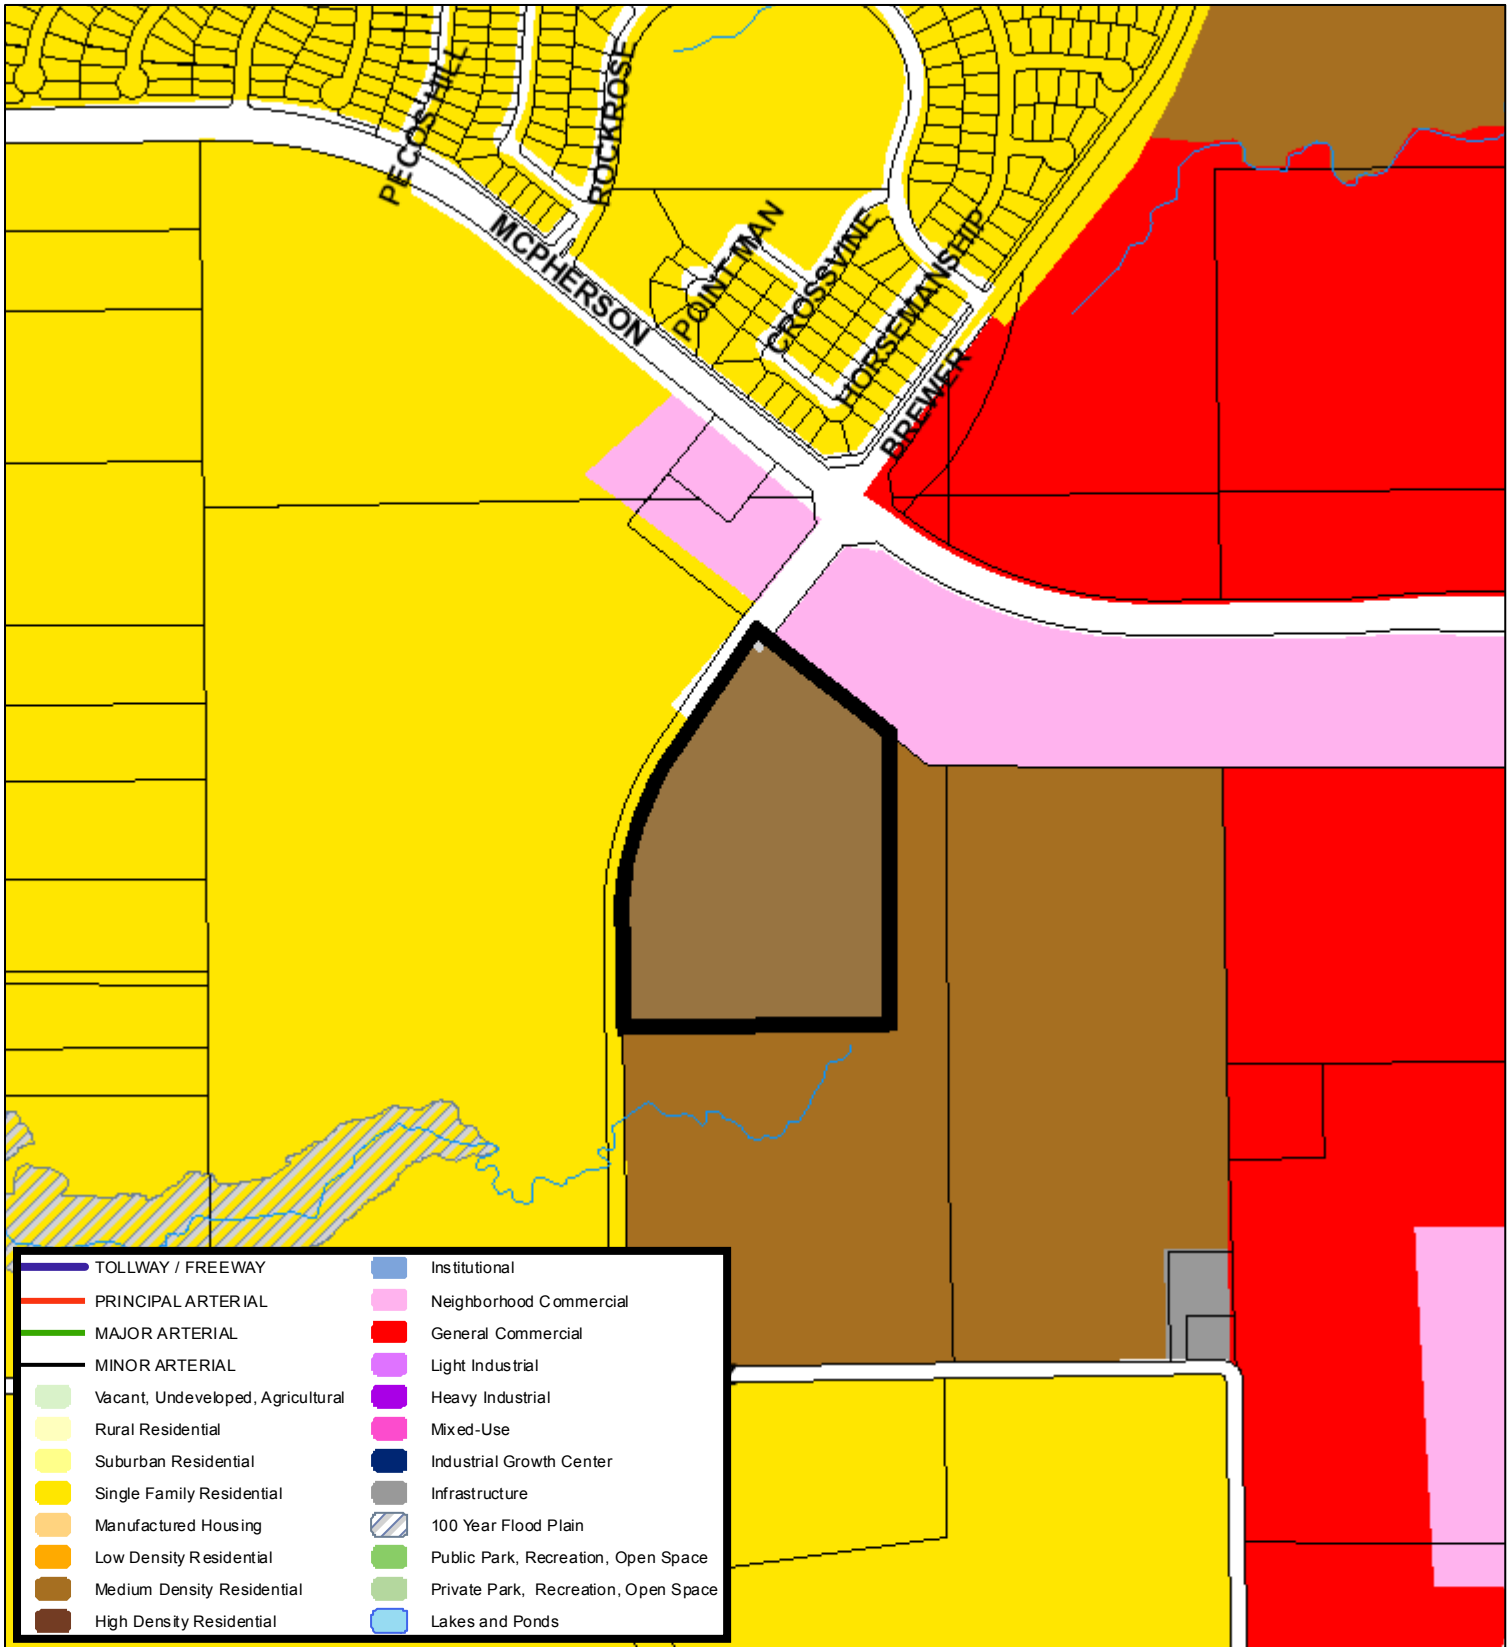 PECOS HILL
ROCKROSE
MCPHERSON
POINT MAN
CROSSVINE
HORSEMANSHIP
BREWER
TOLLWAY / FREEWAY
PRINCIPAL ARTERIAL
MAJOR ARTERIAL
MINOR ARTERIAL
Vacant, Undeveloped, Agricultural
Rural Residential
Suburban Residential
Single Family Residential
Manufactured Housing
Low Density Residential
Medium Density Residential
High Density Residential
Institutional
Neighborhood Commercial
General Commercial
Light Industrial
Heavy Industrial
Mixed-Use
Industrial Growth Center
Infrastructure
100 Year Flood Plain
Public Park, Recreation, Open Space
Private Park, Recreation, Open Space
Lakes and Ponds